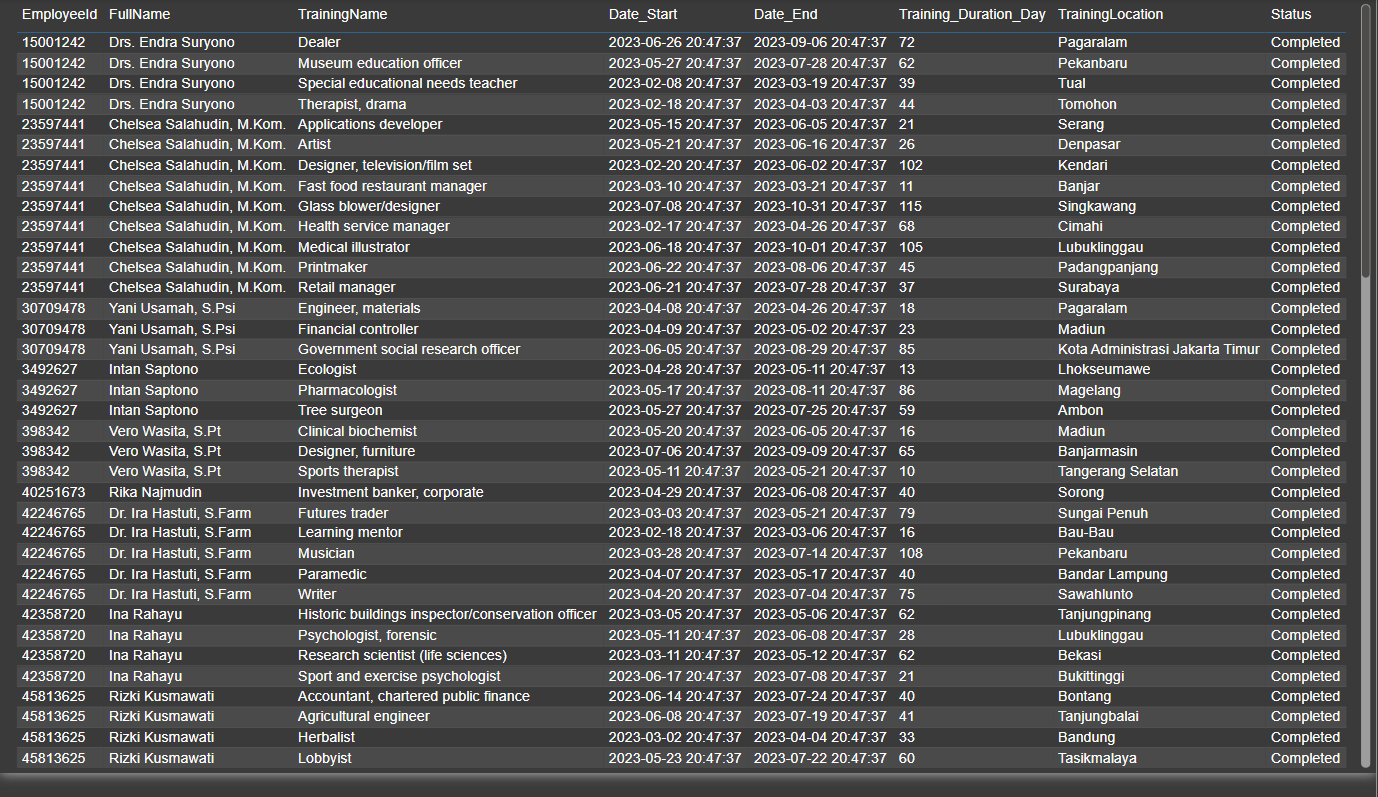 EmployeeId FullName TrainingName Date_Start Date_End Training_Duration_Day TrainingLocation Status
15001242 Drs. Endra Suryono Dealer 2023-06-26 20:47:37 2023-09-06 20:47:37 72 Pagaralam Completed
15001242 Drs. Endra Suryono Museum education officer 2023-05-27 20:47:37 2023-07-28 20:47:37 62 Pekanbaru Completed
15001242 Drs. Endra Suryono Special educational needs teacher 2023-02-08 20:47:37 2023-03-19 20:47:37 39 Tual Completed
15001242 Drs. Endra Suryono Therapist, drama 2023-02-18 20:47:37 2023-04-03 20:47:37 44 Tomohon Completed
23597441 Chelsea Salahudin, M.Kom. Applications developer 2023-05-15 20:47:37 2023-06-05 20:47:37 21 Serang Completed
23597441 Chelsea Salahudin, M.Kom. Artist 2023-05-21 20:47:37 2023-06-16 20:47:37 26 Denpasar Completed
23597441 Chelsea Salahudin, M.Kom. Designer, television/film set 2023-02-20 20:47:37 2023-06-02 20:47:37 102 Kendari Completed
23597441 Chelsea Salahudin, M.Kom. Fast food restaurant manager 2023-03-10 20:47:37 2023-03-21 20:47:37 11 Banjar Completed
23597441 Chelsea Salahudin, M.Kom. Glass blower/designer 2023-07-08 20:47:37 2023-10-31 20:47:37 115 Singkawang Completed
23597441 Chelsea Salahudin, M.Kom. Health service manager 2023-02-17 20:47:37 2023-04-26 20:47:37 68 Cimahi Completed
23597441 Chelsea Salahudin, M.Kom. Medical illustrator 2023-06-18 20:47:37 2023-10-01 20:47:37 105 Lubuklinggau Completed
23597441 Chelsea Salahudin, M.Kom. Printmaker 2023-06-22 20:47:37 2023-08-06 20:47:37 45 Padangpanjang Completed
23597441 Chelsea Salahudin, M.Kom. Retail manager 2023-06-21 20:47:37 2023-07-28 20:47:37 37 Surabaya Completed
30709478 Yani Usamah, S.Psi Engineer, materials 2023-04-08 20:47:37 2023-04-26 20:47:37 18 Pagaralam Completed
30709478 Yani Usamah, S.Psi Financial controller 2023-04-09 20:47:37 2023-05-02 20:47:37 23 Madiun Completed
30709478 Yani Usamah, S.Psi Government social research officer 2023-06-05 20:47:37 2023-08-29 20:47:37 85 Kota Administrasi Jakarta Timur Completed
3492627 Intan Saptono Ecologist 2023-04-28 20:47:37 2023-05-11 20:47:37 13 Lhokseumawe Completed
3492627 Intan Saptono Pharmacologist 2023-05-17 20:47:37 2023-08-11 20:47:37 86 Magelang Completed
3492627 Intan Saptono Tree surgeon 2023-05-27 20:47:37 2023-07-25 20:47:37 59 Ambon Completed
398342 Vero Wasita, S.Pt Clinical biochemist 2023-05-20 20:47:37 2023-06-05 20:47:37 16 Madiun Completed
398342 Vero Wasita, S.Pt Designer, furniture 2023-07-06 20:47:37 2023-09-09 20:47:37 65 Banjarmasin Completed
398342 Vero Wasita, S.Pt Sports therapist 2023-05-11 20:47:37 2023-05-21 20:47:37 10 Tangerang Selatan Completed
40251673 Rika Najmudin Investment banker, corporate 2023-04-29 20:47:37 2023-06-08 20:47:37 40 Sorong Completed
42246765 Dr. Ira Hastuti, S.Farm Futures trader 2023-03-03 20:47:37 2023-05-21 20:47:37 79 Sungai Penuh Completed
42246765 Dr. Ira Hastuti, S.Farm Learning mentor 2023-02-18 20:47:37 2023-03-06 20:47:37 16 Bau-Bau Completed
42246765 Dr. Ira Hastuti, S.Farm Musician 2023-03-28 20:47:37 2023-07-14 20:47:37 108 Pekanbaru Completed
42246765 Dr. Ira Hastuti, S.Farm Paramedic 2023-04-07 20:47:37 2023-05-17 20:47:37 40 Bandar Lampung Completed
42246765 Dr. Ira Hastuti, S.Farm Writer 2023-04-20 20:47:37 2023-07-04 20:47:37 75 Sawahlunto Completed
42358720 Ina Rahayu Historic buildings inspector/conservation officer 2023-03-05 20:47:37 2023-05-06 20:47:37 62 Tanjungpinang Completed
42358720 Ina Rahayu Psychologist, forensic 2023-05-11 20:47:37 2023-06-08 20:47:37 28 Lubuklinggau Completed
42358720 Ina Rahayu Research scientist (life sciences) 2023-03-11 20:47:37 2023-05-12 20:47:37 62 Bekasi Completed
42358720 Ina Rahayu Sport and exercise psychologist 2023-06-17 20:47:37 2023-07-08 20:47:37 21 Bukittinggi Completed
45813625 Rizki Kusmawati Accountant, chartered public finance 2023-06-14 20:47:37 2023-07-24 20:47:37 40 Bontang Completed
45813625 Rizki Kusmawati Agricultural engineer 2023-06-08 20:47:37 2023-07-19 20:47:37 41 Tanjungbalai Completed
45813625 Rizki Kusmawati Herbalist 2023-03-02 20:47:37 2023-04-04 20:47:37 33 Bandung Completed
45813625 Rizki Kusmawati Lobbyist 2023-05-23 20:47:37 2023-07-22 20:47:37 60 Tasikmalaya Completed